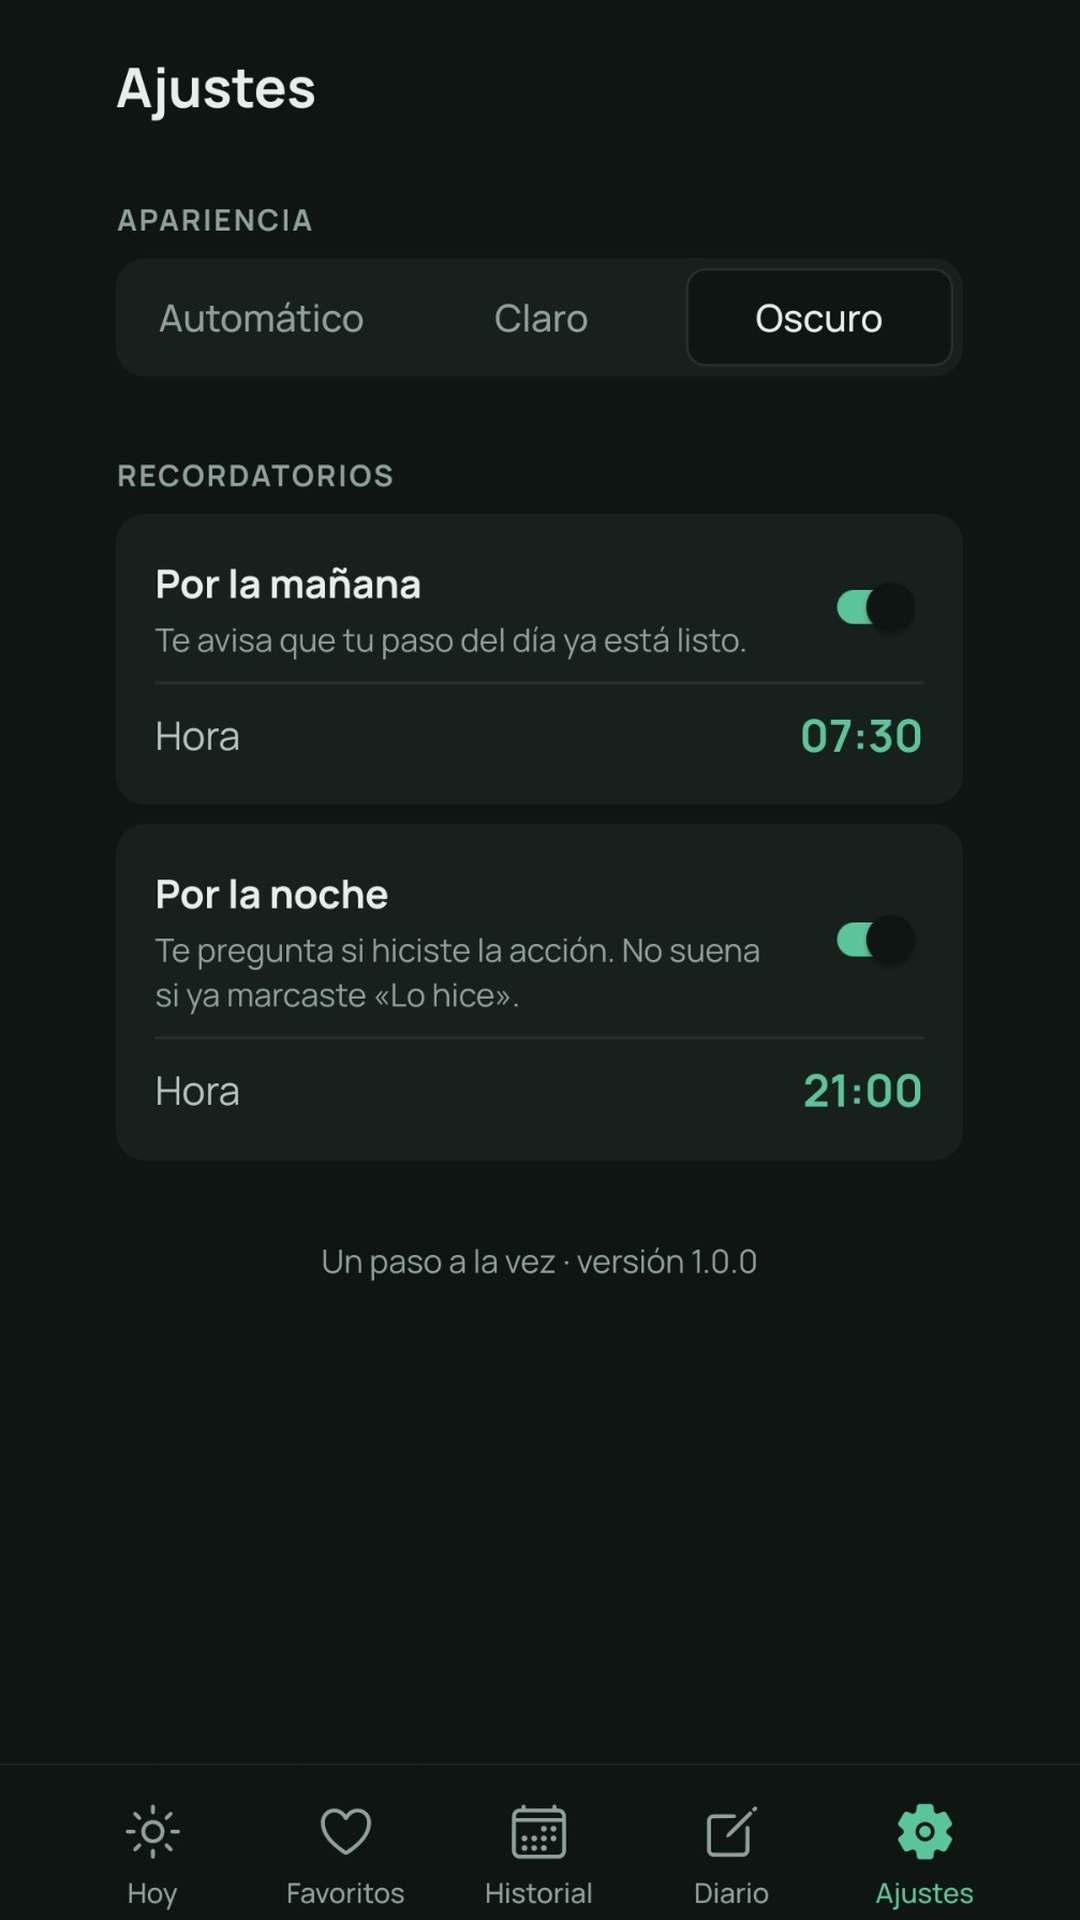 Ajustes
APARIENCIA
Automático Claro Oscuro
RECORDATORIOS
Por la mañana
Te avisa que tu paso del día ya está listo.
Hora 07:30
Por la noche
Te pregunta si hiciste la acción. No suena
si ya marcaste «Lo hice».
Hora 21:00
Un paso a la vez · versión 1.0.0
Hoy Favoritos Historial Diario Ajustes